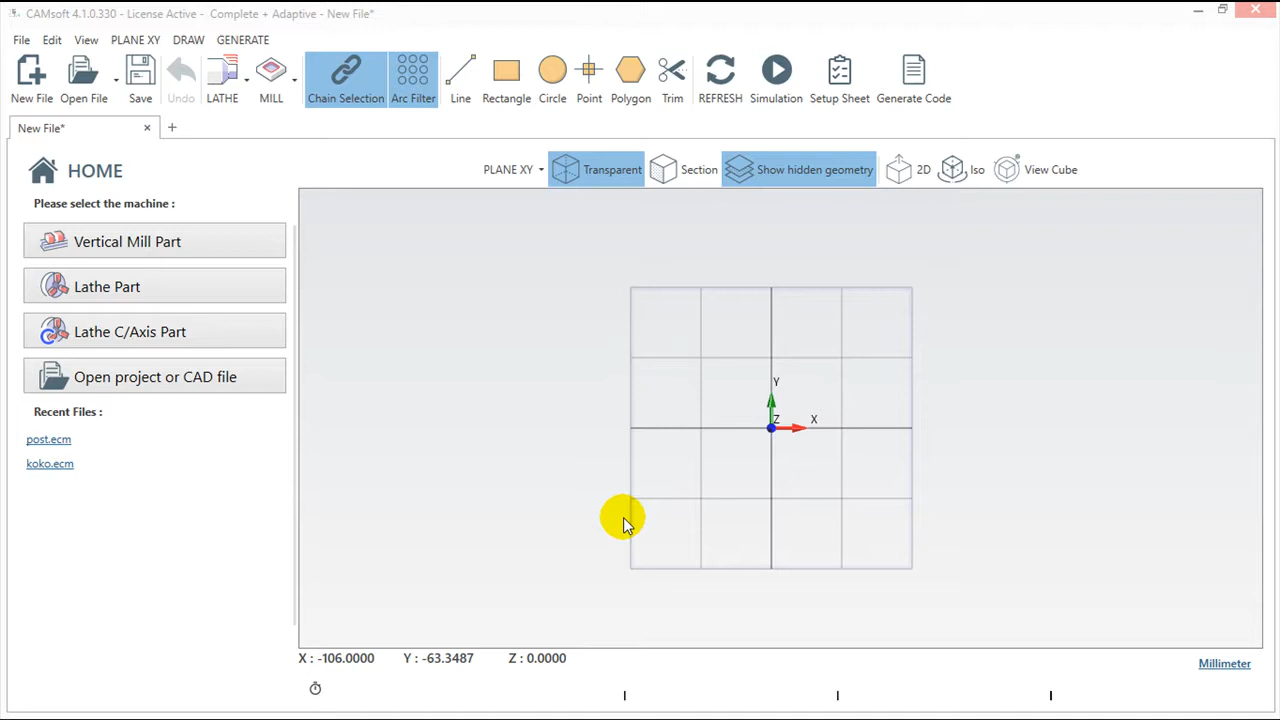 CAMsoft 4.1.0.330 - License Active - Complete + Adaptive - New File*
File Edit View PLANE XY DRAW GENERATE
New File Open File Save Undo LATHE MILL Chain Selection Arc Filter Line Rectangle Circle Point Polygon Trim REFRESH Simulation Setup Sheet Generate Code
New File*
HOME
PLANE XY Transparent Section Show hidden geometry 2D Iso View Cube
Please select the machine :
Vertical Mill Part
Lathe Part
Lathe C/Axis Part
Open project or CAD file
Recent Files :
post.ecm
koko.ecm
Y
Z X
X : -106.0000 Y : -63.3487 Z : 0.0000
Millimeter